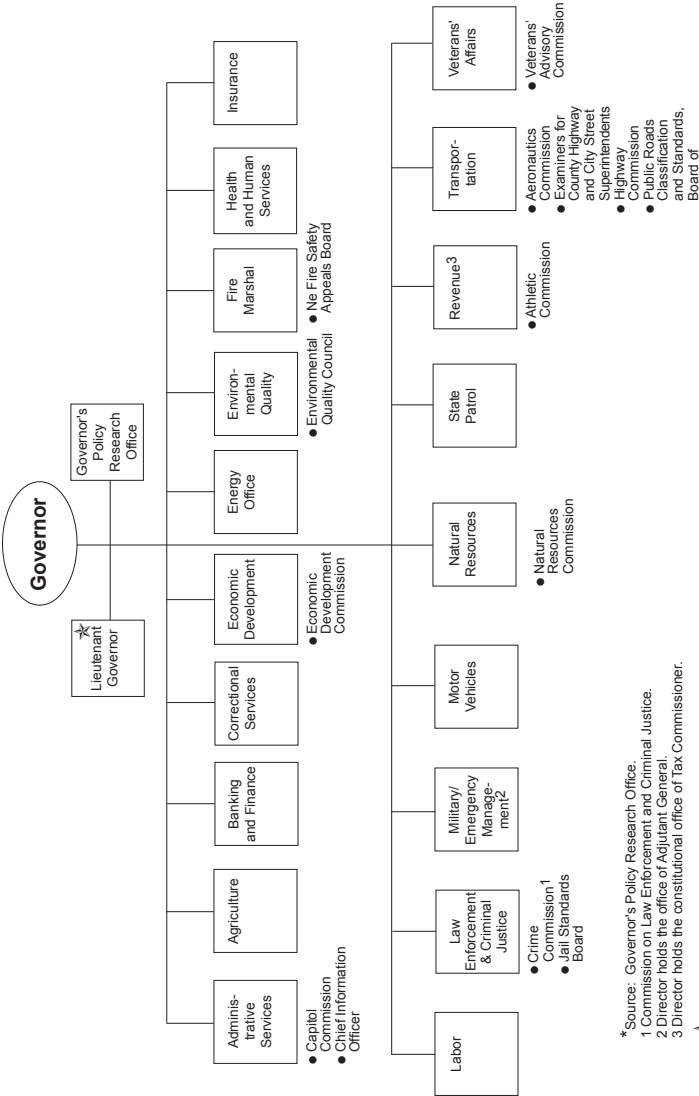 Governor
Lieutenant
Governor
Governor's
Policy
Research
Office
Adminis-
trative
Services
● Capitol
Commission
● Chief Information
Officer
Agriculture
Banking
and Finance
Correctional
Services
Economic
Development
● Economic
Development
Commission
Energy
Office
Environ-
mental
Quality
● Environmental
Quality Council
Fire
Marshal
● Ne Fire Safety
Appeals Board
Health
and Human
Services
Insurance
Labor
Law
Enforcement
& Criminal
Justice
● Crime
Commission1
● Jail Standards
Board
Military/
Emergency
Manage-
ment2
Motor
Vehicles
Natural
Resources
● Natural
Resources
Commission
State
Patrol
Revenue3
● Athletic
Commission
Transpor-
tation
● Aeronautics
Commission
● Examiners for
County Highway
and City Street
Superintendents
● Highway
Commission
● Public Roads
Classification
and Standards,
Board of
Veterans'
Affairs
● Veterans'
Advisory
Commission
*Source: Governor's Policy Research Office.
1 Commission on Law Enforcement and Criminal Justice.
2 Director holds the office of Adjutant General.
3 Director holds the constitutional office of Tax Commissioner.